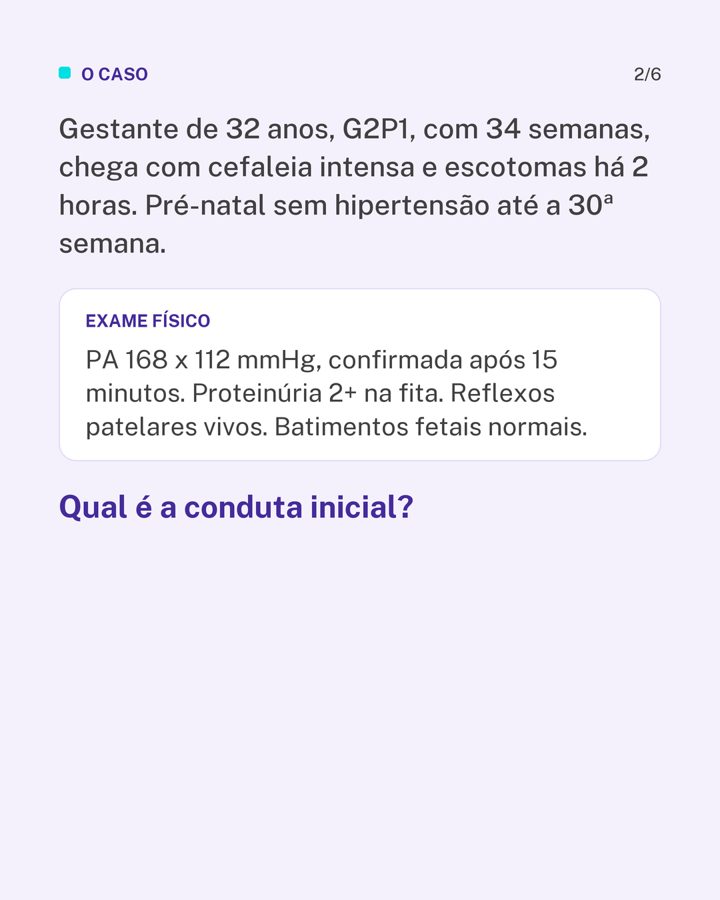 O CASO
2/6
Gestante de 32 anos, G2P1, com 34 semanas,
chega com cefaleia intensa e escotomas há 2
horas. Pré-natal sem hipertensão até a 30ª
semana.
EXAME FÍSICO
PA 168 x 112 mmHg, confirmada após 15
minutos. Proteinúria 2+ na fita. Reflexos
patelares vivos. Batimentos fetais normais.
Qual é a conduta inicial?